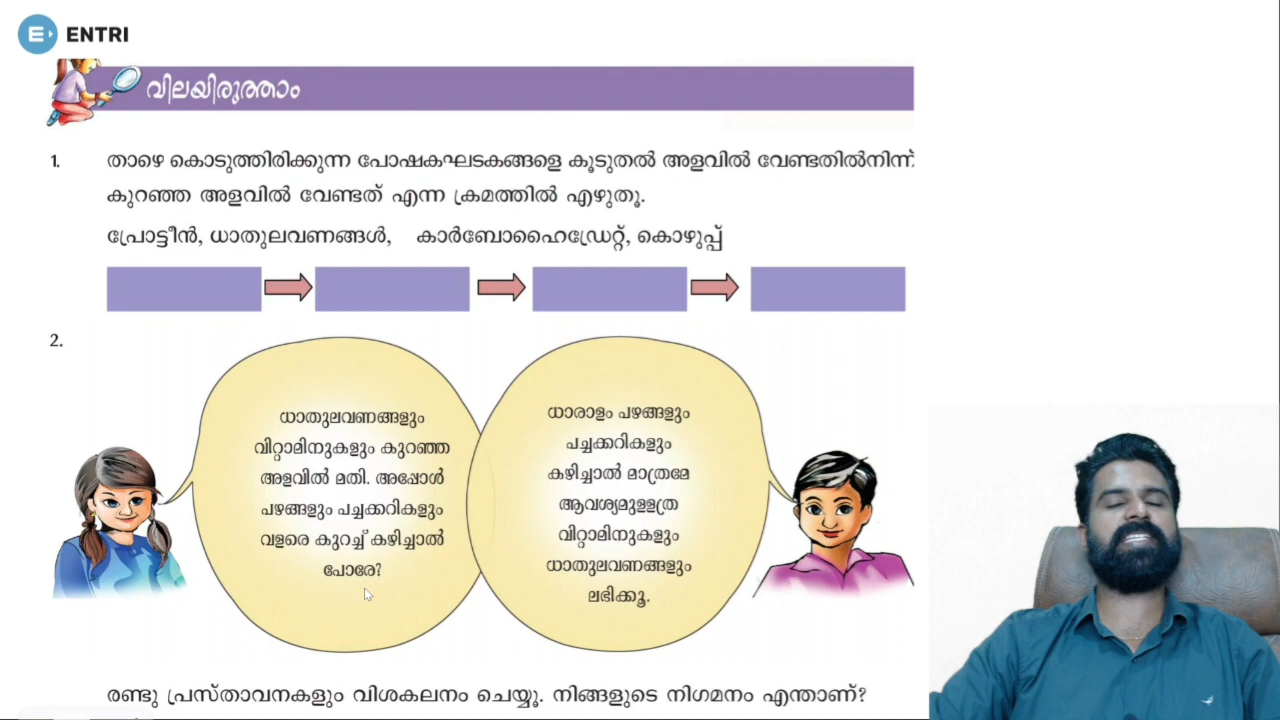 ENTRI
വിലയിരുത്താം
1. താഴെ കൊടുത്തിരിക്കുന്ന പോഷകഘടകങ്ങളെ കൂടുതൽ അളവിൽ വേണ്ടതിൽനിന്ന്
കുറഞ്ഞ അളവിൽ വേണ്ടത് എന്ന ക്രമത്തിൽ എഴുതൂ.
പ്രോട്ടീൻ, ധാതുലവണങ്ങൾ, കാർബോഹൈഡ്രേറ്റ്, കൊഴുപ്പ്
2.
ധാതുലവണങ്ങളും
വിറ്റാമിനുകളും കുറഞ്ഞ
അളവിൽ മതി. അപ്പോൾ
പഴങ്ങളും പച്ചക്കറികളും
വളരെ കുറച്ച് കഴിച്ചാൽ
പോരേ?
ധാരാളം പഴങ്ങളും
പച്ചക്കറികളും
കഴിച്ചാൽ മാത്രമേ
ആവശ്യമുള്ളത്ര
വിറ്റാമിനുകളും
ധാതുലവണങ്ങളും
ലഭിക്കൂ.
രണ്ടു പ്രസ്താവനകളും വിശകലനം ചെയ്യൂ. നിങ്ങളുടെ നിഗമനം എന്താണ്?